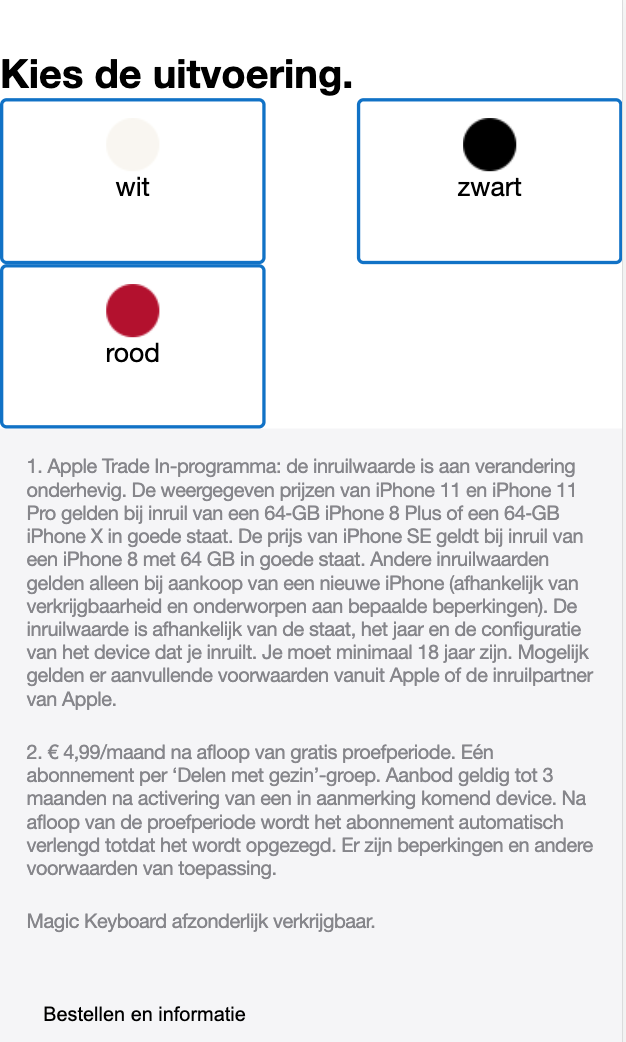 Kies de uitvoering.
wit
zwart
rood
1. Apple Trade In-programma: de inruilwaarde is aan verandering
onderhevig. De weergegeven prijzen van iPhone 11 en iPhone 11
Pro gelden bij inruil van een 64-GB iPhone 8 Plus of een 64-GB
iPhone X in goede staat. De prijs van iPhone SE geldt bij inruil van
een iPhone 8 met 64 GB in goede staat. Andere inruilwaarden
gelden alleen bij aankoop van een nieuwe iPhone (afhankelijk van
verkrijgbaarheid en onderworpen aan bepaalde beperkingen). De
inruilwaarde is afhankelijk van de staat, het jaar en de configuratie
van het device dat je inruilt. Je moet minimaal 18 jaar zijn. Mogelijk
gelden er aanvullende voorwaarden vanuit Apple of de inruilpartner
van Apple.
2. € 4,99/maand na afloop van gratis proefperiode. Eén
abonnement per ‘Delen met gezin’-groep. Aanbod geldig tot 3
maanden na activering van een in aanmerking komend device. Na
afloop van de proefperiode wordt het abonnement automatisch
verlengd totdat het wordt opgezegd. Er zijn beperkingen en andere
voorwaarden van toepassing.
Magic Keyboard afzonderlijk verkrijgbaar.
Bestellen en informatie